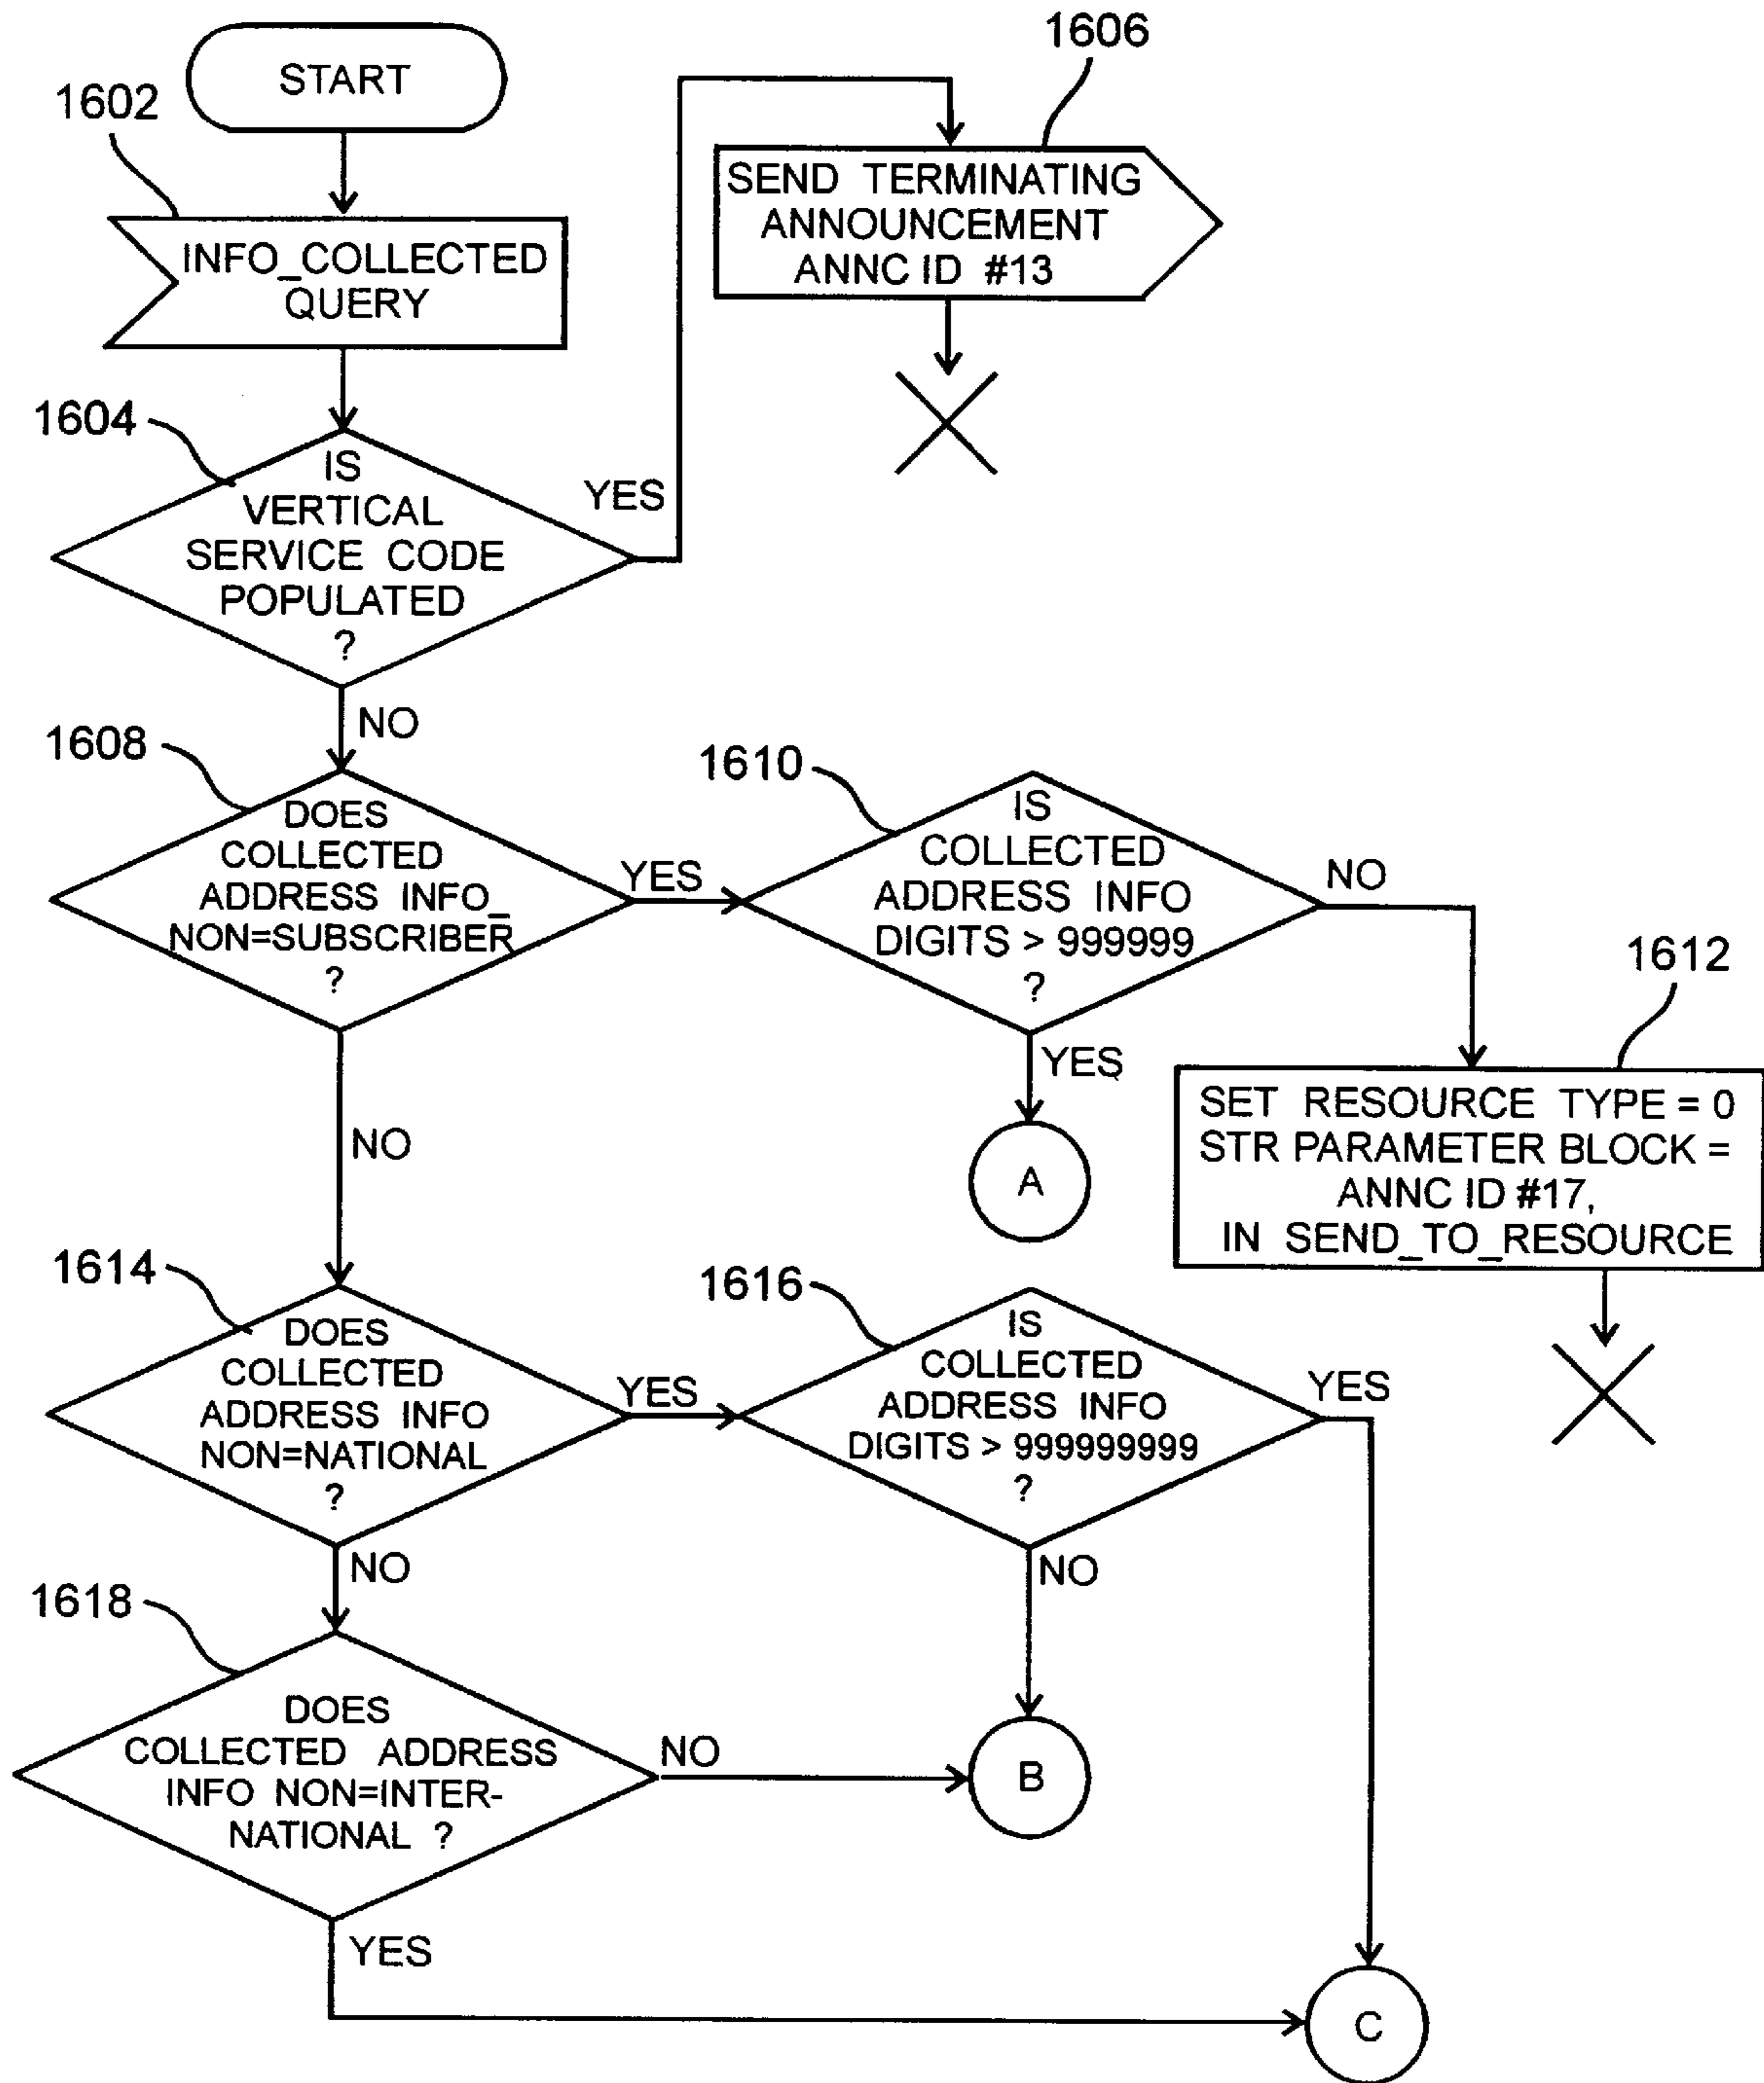 START
1602
INFO_COLLECTED
QUERY
1606
SEND TERMINATING
ANNOUNCEMENT
ANNC ID #13
1604
IS
VERTICAL
SERVICE CODE
POPULATED
?
YES
NO
1608
DOES
COLLECTED
ADDRESS INFO_
NON=SUBSCRIBER
?
YES
NO
1610
IS
COLLECTED
ADDRESS INFO
DIGITS > 999999
?
NO
YES
A
1612
SET RESOURCE TYPE = 0
STR PARAMETER BLOCK =
ANNC ID #17,
IN SEND_TO_RESOURCE
1614
DOES
COLLECTED
ADDRESS INFO
NON=NATIONAL
?
YES
NO
1616
IS
COLLECTED
ADDRESS INFO
DIGITS > 999999999
?
YES
NO
1618
DOES
COLLECTED ADDRESS
INFO NON=INTER-
NATIONAL ?
NO
B
YES
C